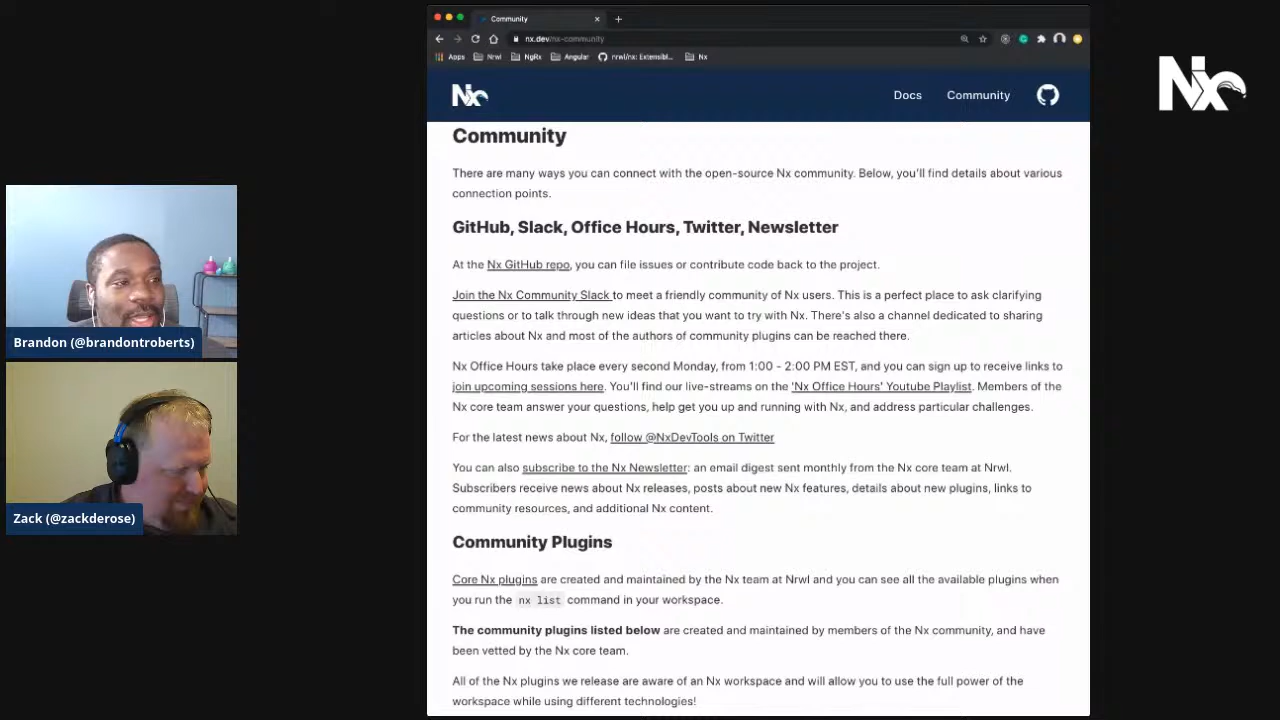 Community
nx.dev/nx-community
Apps
Nrwl
NgRx
Angular
nrwl/nx: Extensibl...
Nx
Nx
Docs
Community
Nx
Community
There are many ways you can connect with the open-source Nx community. Below, you'll find details about various
connection points.
GitHub, Slack, Office Hours, Twitter, Newsletter
At the Nx GitHub repo, you can file issues or contribute code back to the project.
Join the Nx Community Slack to meet a friendly community of Nx users. This is a perfect place to ask clarifying
questions or to talk through new ideas that you want to try with Nx. There's also a channel dedicated to sharing
articles about Nx and most of the authors of community plugins can be reached there.
Nx Office Hours take place every second Monday, from 1:00 - 2:00 PM EST, and you can sign up to receive links to
join upcoming sessions here. You'll find our live-streams on the 'Nx Office Hours' Youtube Playlist. Members of the
Nx core team answer your questions, help get you up and running with Nx, and address particular challenges.
For the latest news about Nx, follow @NxDevTools on Twitter
You can also subscribe to the Nx Newsletter: an email digest sent monthly from the Nx core team at Nrwl.
Subscribers receive news about Nx releases, posts about new Nx features, details about new plugins, links to
community resources, and additional Nx content.
Community Plugins
Core Nx plugins are created and maintained by the Nx team at Nrwl and you can see all the available plugins when
you run the nx list command in your workspace.
The community plugins listed below are created and maintained by members of the Nx community, and have
been vetted by the Nx core team.
All of the Nx plugins we release are aware of an Nx workspace and will allow you to use the full power of the
workspace while using different technologies!
Brandon (@brandontroberts)
Zack (@zackderose)